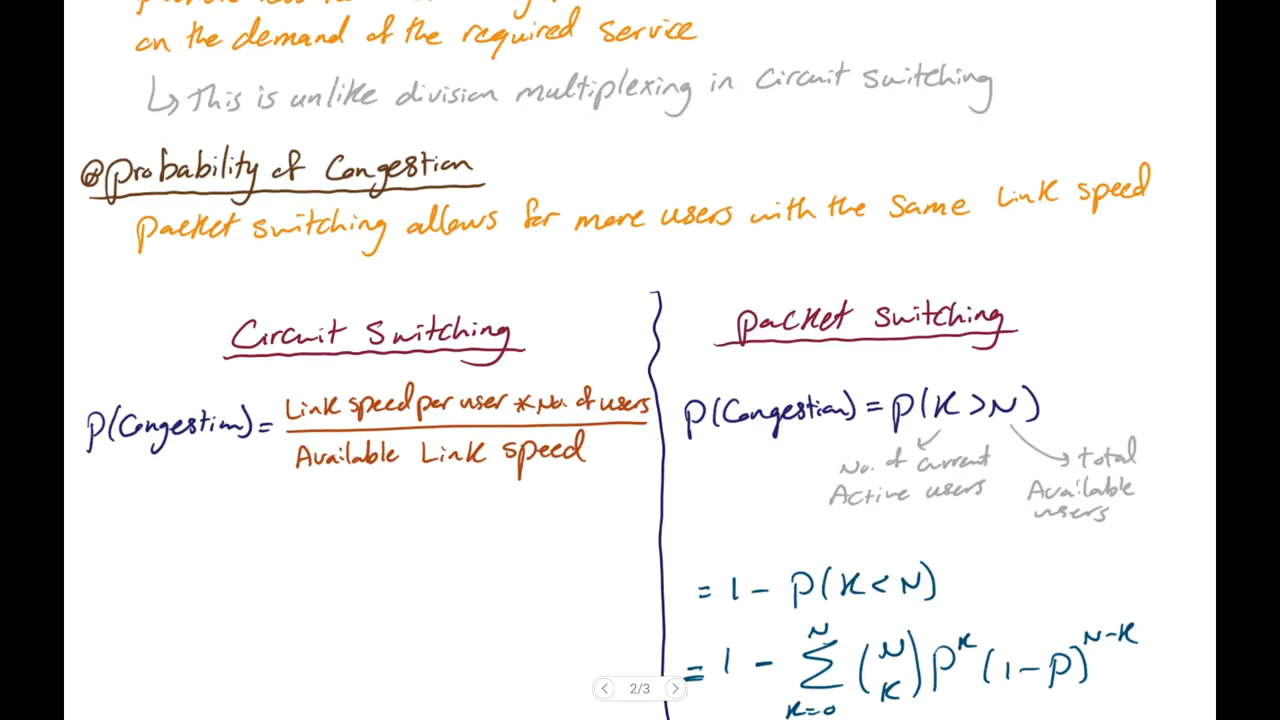 on the demand of the required service
↳ This is unlike division multiplexing in Circuit switching
Probability of Congestion
Packet switching allows for more users with the same Link speed
Circuit Switching
P(Congestion) = Link speed per user * No. of users
Available Link speed
Packet switching
P(Congestion) = P(K > N)
No. of current
Active users
total
Available
users
= 1 - P(K < N)
= 1 - N Σ K=0 (N K) P^K (1-P)^N-K
2/3